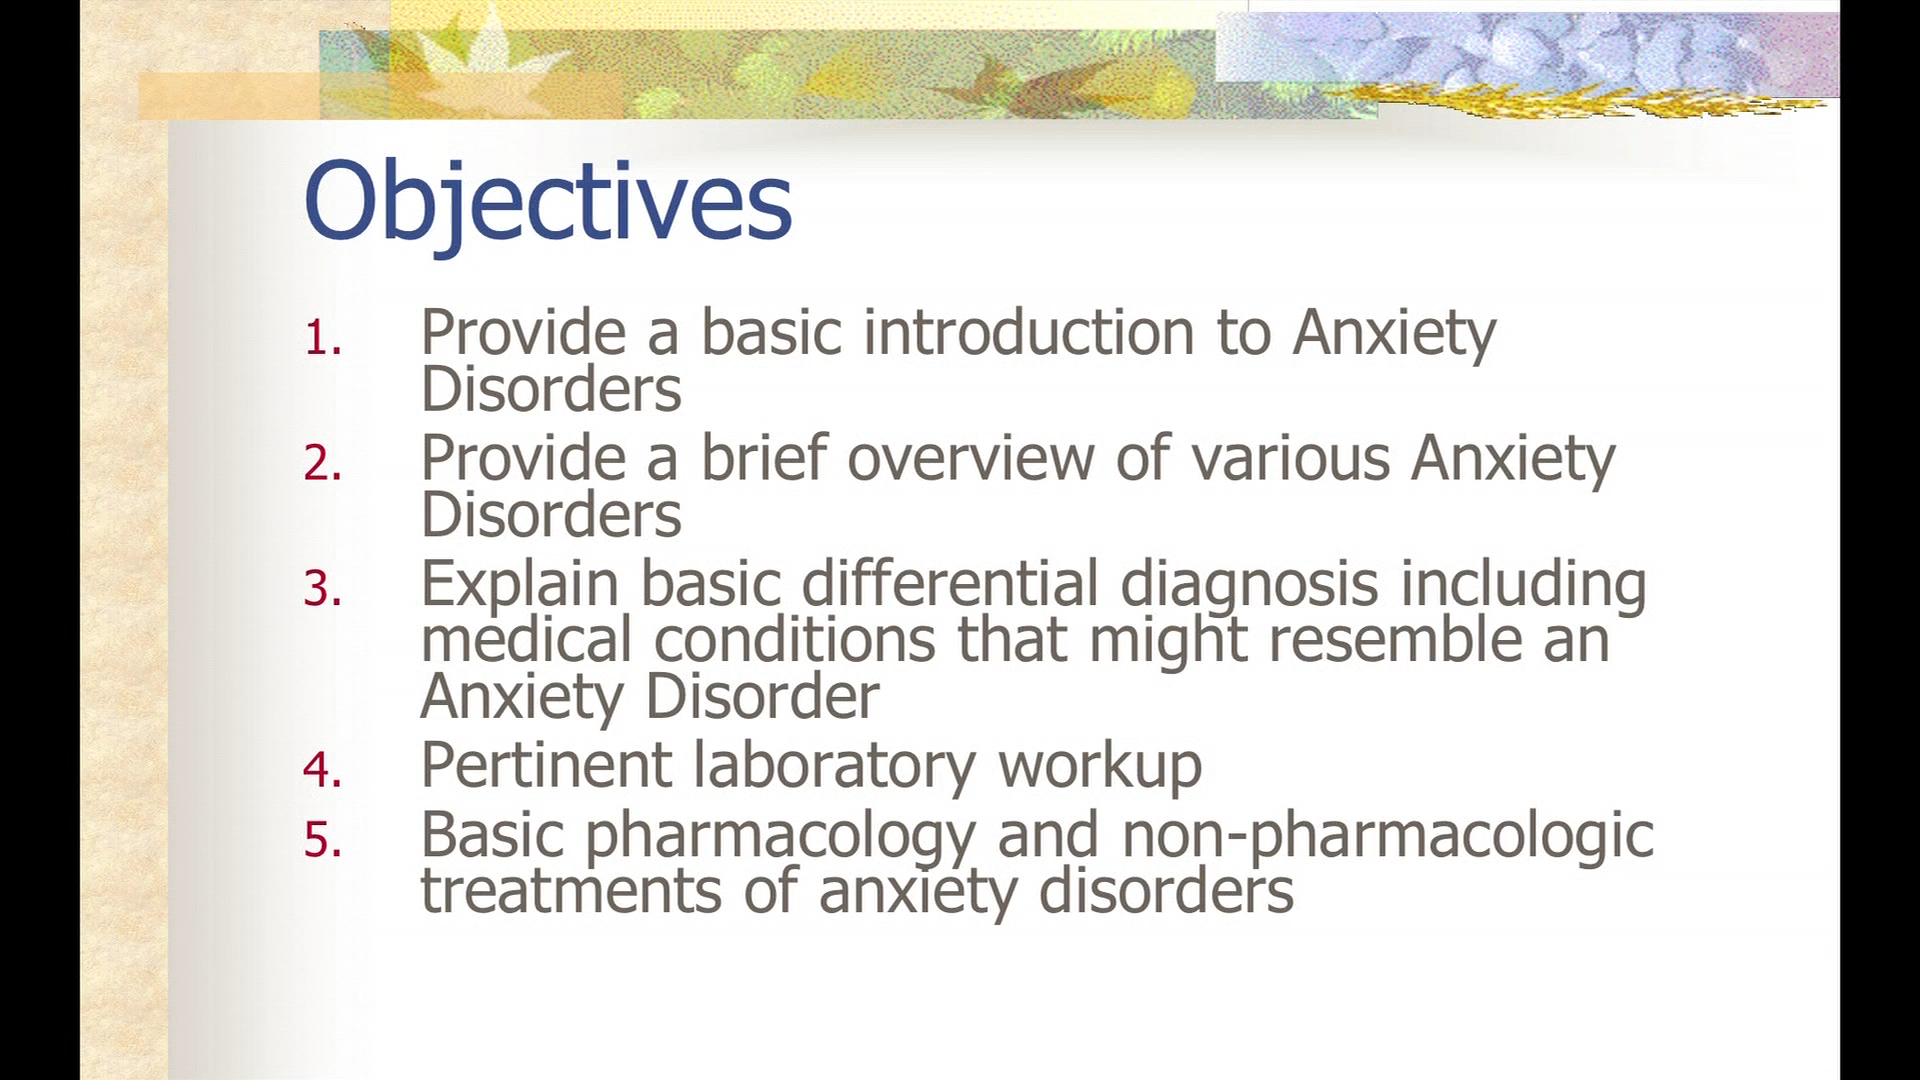 Objectives
1. Provide a basic introduction to Anxiety
Disorders
2. Provide a brief overview of various Anxiety
Disorders
3. Explain basic differential diagnosis including
medical conditions that might resemble an
Anxiety Disorder
4. Pertinent laboratory workup
5. Basic pharmacology and non-pharmacologic
treatments of anxiety disorders